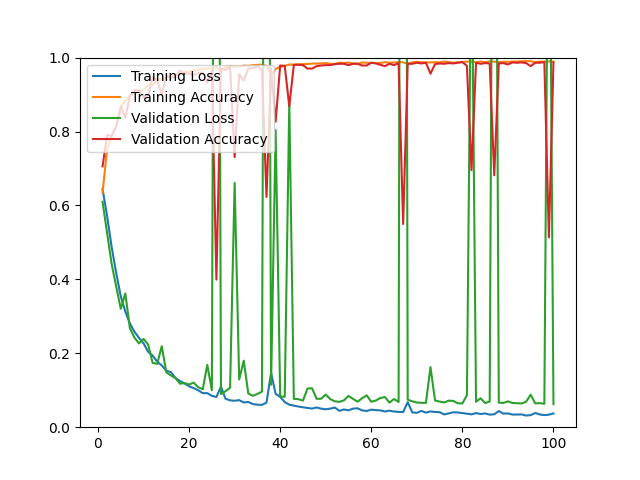 1.0
0.8
0.6
0.4
0.2
0.0
Training Loss
Training Accuracy
Validation Loss
Validation Accuracy
0 20 40 60 80 100